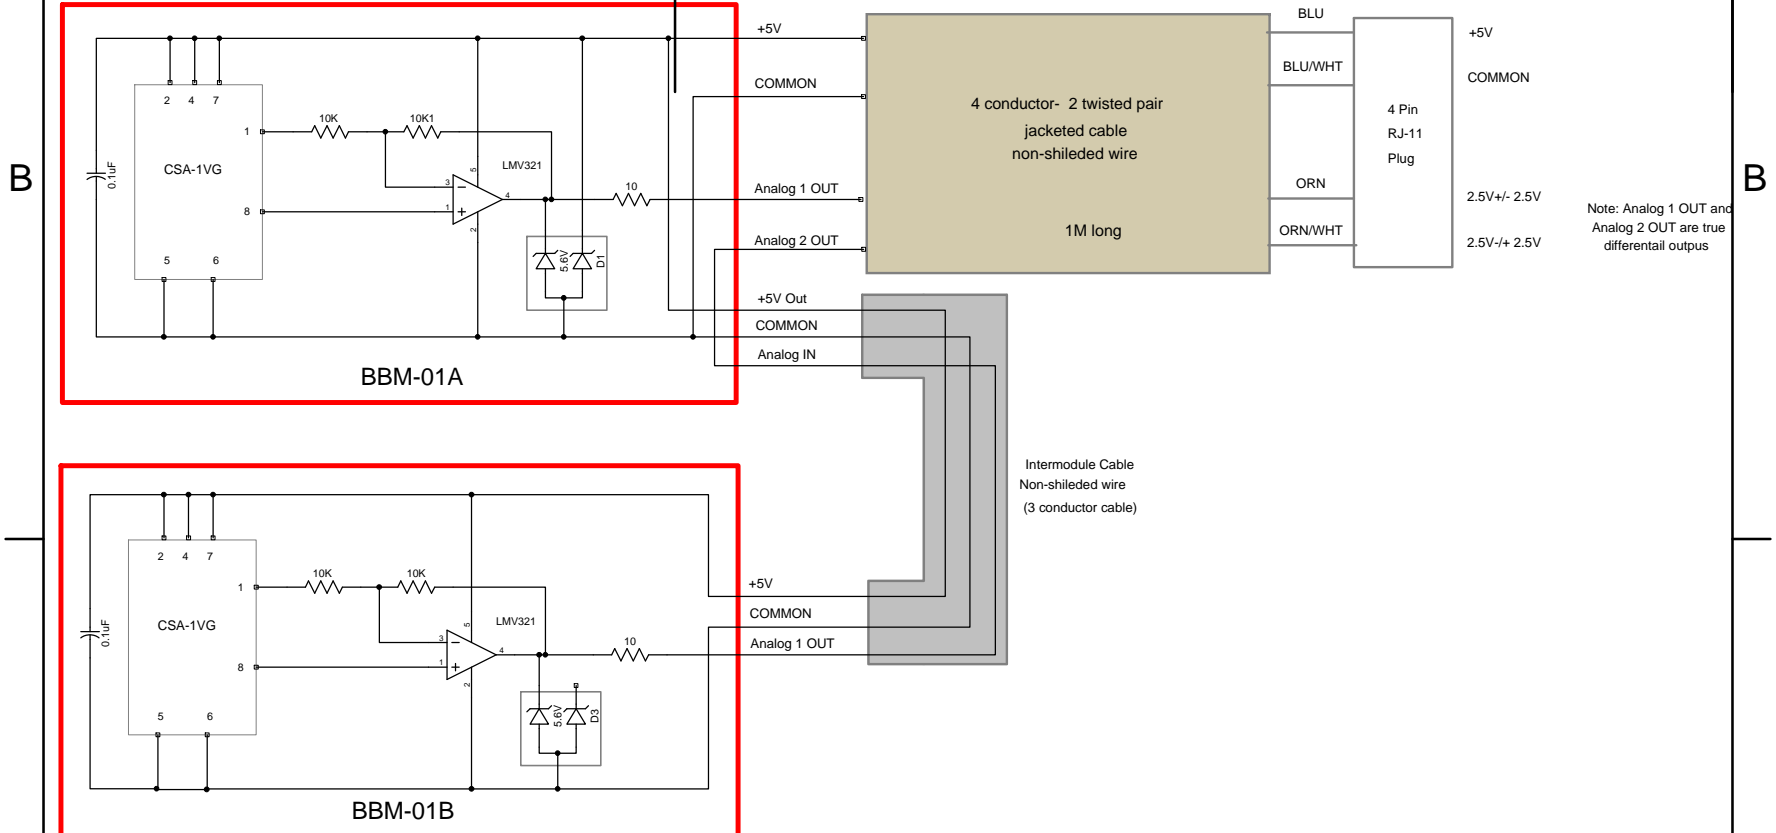 B
B
2 4 7
CSA-1VG
1
8
5 6
0.1uF
10K
10K1
LMV321
3
1
5
4
2
10
5.6V
D1
BBM-01A
+5V
COMMON
Analog 1 OUT
Analog 2 OUT
+5V Out
COMMON
Analog IN
4 conductor- 2 twisted pair
jacketed cable
non-shileded wire
1M long
BLU
BLU/WHT
ORN
ORN/WHT
4 Pin
RJ-11
Plug
+5V
COMMON
2.5V+/- 2.5V
2.5V-/+ 2.5V
Note: Analog 1 OUT and
Analog 2 OUT are true
differentail outpus
Intermodule Cable
Non-shileded wire
(3 conductor cable)
2 4 7
CSA-1VG
1
8
5 6
0.1uF
10K
10K
LMV321
3
1
5
4
2
10
5.6V
D3
BBM-01B
+5V
COMMON
Analog 1 OUT